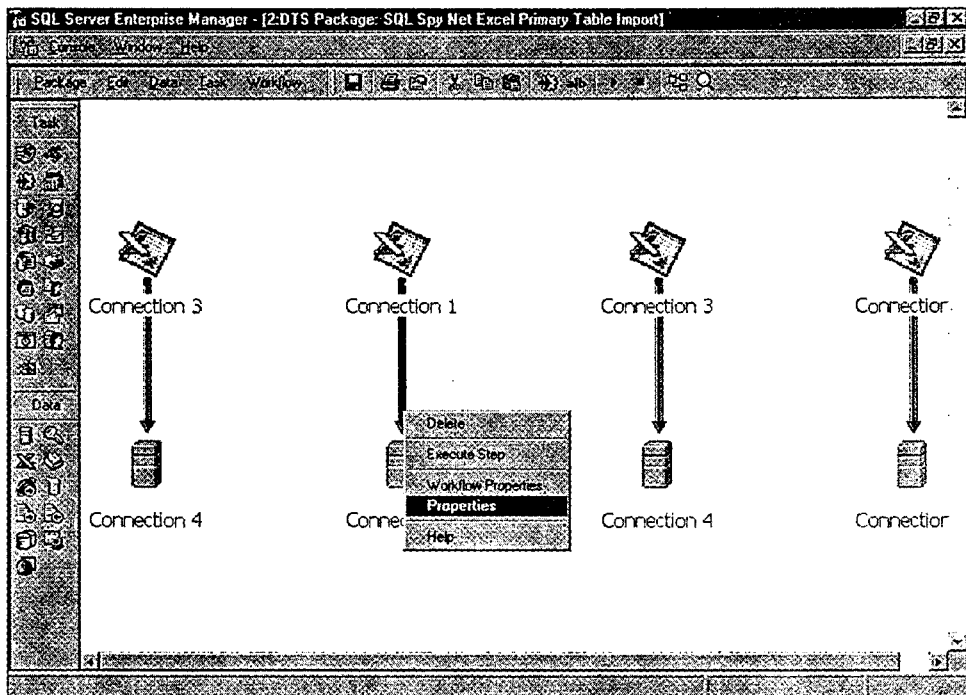 SQL Server Enterprise Manager - [2:DTS Package: SQL Spy Net Excel Primary Table Import]
Console Window Help
Package Edit Data Task Workflow
Task
Connection 3
Connection 1
Connection 3
Connection
Delete
Execute Step
Workflow Properties
Properties
Help
Data
Connection 4
Connec
Connection 4
Connection